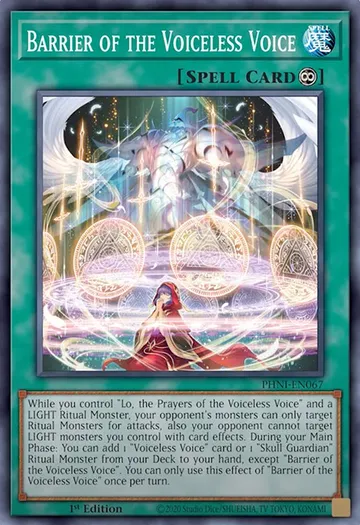 BARRIER OF THE VOICELESS VOICE
SPELL
魔
[SPELL CARD]
PHNI-EN067
While you control "Lo, the Prayers of the Voiceless Voice" and a
LIGHT Ritual Monster, your opponent's monsters can only target
Ritual Monsters for attacks, also your opponent cannot target
LIGHT monsters you control with card effects. During your Main
Phase: You can add 1 "Voiceless Voice" card or 1 "Skull Guardian"
Ritual Monster from your Deck to your hand, except "Barrier
of the Voiceless Voice". You can only use this effect of "Barrier of
the Voiceless Voice" once per turn.
1st Edition
©2020 Studio Dice/SHUEISHA, TV TOKYO, KONAMI